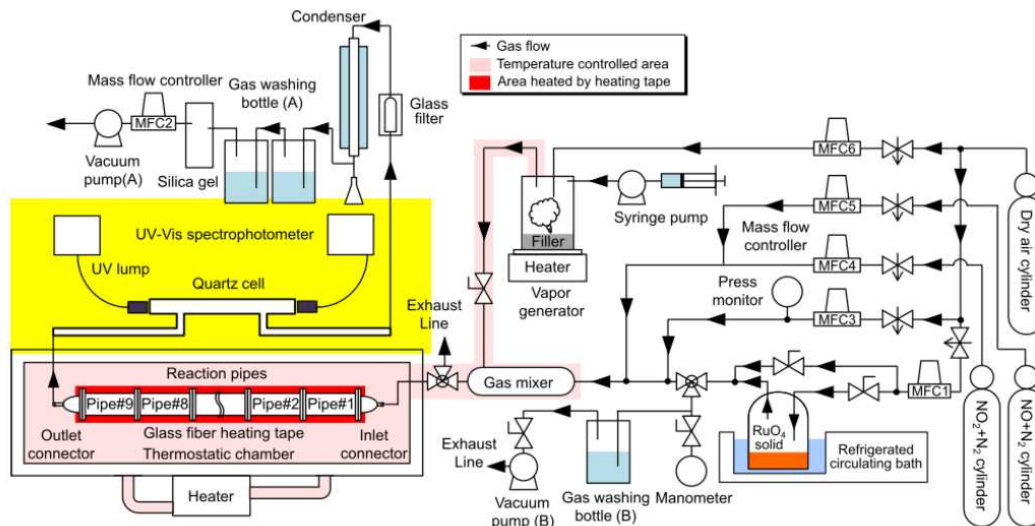 Condenser
Gas flow
Temperature controlled area
Area heated by heating tape
Mass flow controller
Gas washing
bottle (A)
Glass
filter
MFC2
Vacuum
pump(A)
Silica gel
MFC6
Syringe pump
MFC5
Mass flow
controller
Filler
Heater
Vapor
generator
MFC4
Press
monitor
MFC3
Dry air cylinder
UV-Vis spectrophotometer
UV lump
Quartz cell
Exhaust
Line
Reaction pipes
Pipe#9
Pipe#8
Pipe#2
Pipe#1
Glass fiber heating tape
Thermostatic chamber
Outlet
connector
Inlet
connector
Heater
Gas mixer
MFC1
RuO4
solid
Refrigerated
circulating bath
NO2+N2 cylinder
NO+N2 cylinder
Exhaust
Line
Vacuum
pump (B)
Gas washing
bottle (B)
Manometer